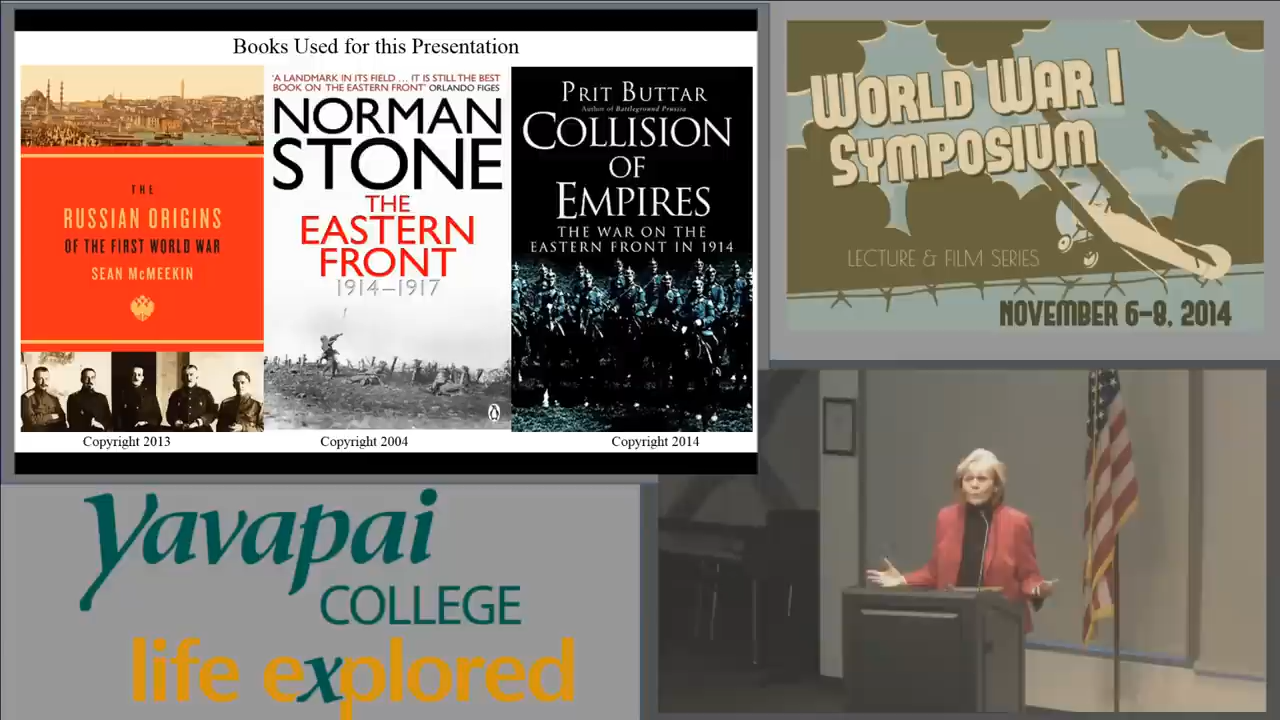 Books Used for this Presentation
THE
RUSSIAN ORIGINS
OF THE FIRST WORLD WAR
SEAN McMEEKIN
Copyright 2013
'A LANDMARK IN ITS FIELD ... IT IS STILL THE BEST
BOOK ON THE EASTERN FRONT' ORLANDO FIGES
NORMAN
STONE
THE
EASTERN
FRONT
1914–1917
Copyright 2004
PRIT BUTTAR
Author of Battleground Prussia
COLLISION
OF
EMPIRES
THE WAR ON THE
EASTERN FRONT IN 1914
Copyright 2014
WORLD WAR I
SYMPOSIUM
LECTURE & FILM SERIES
NOVEMBER 6-8, 2014
Yavapai
COLLEGE
life explored